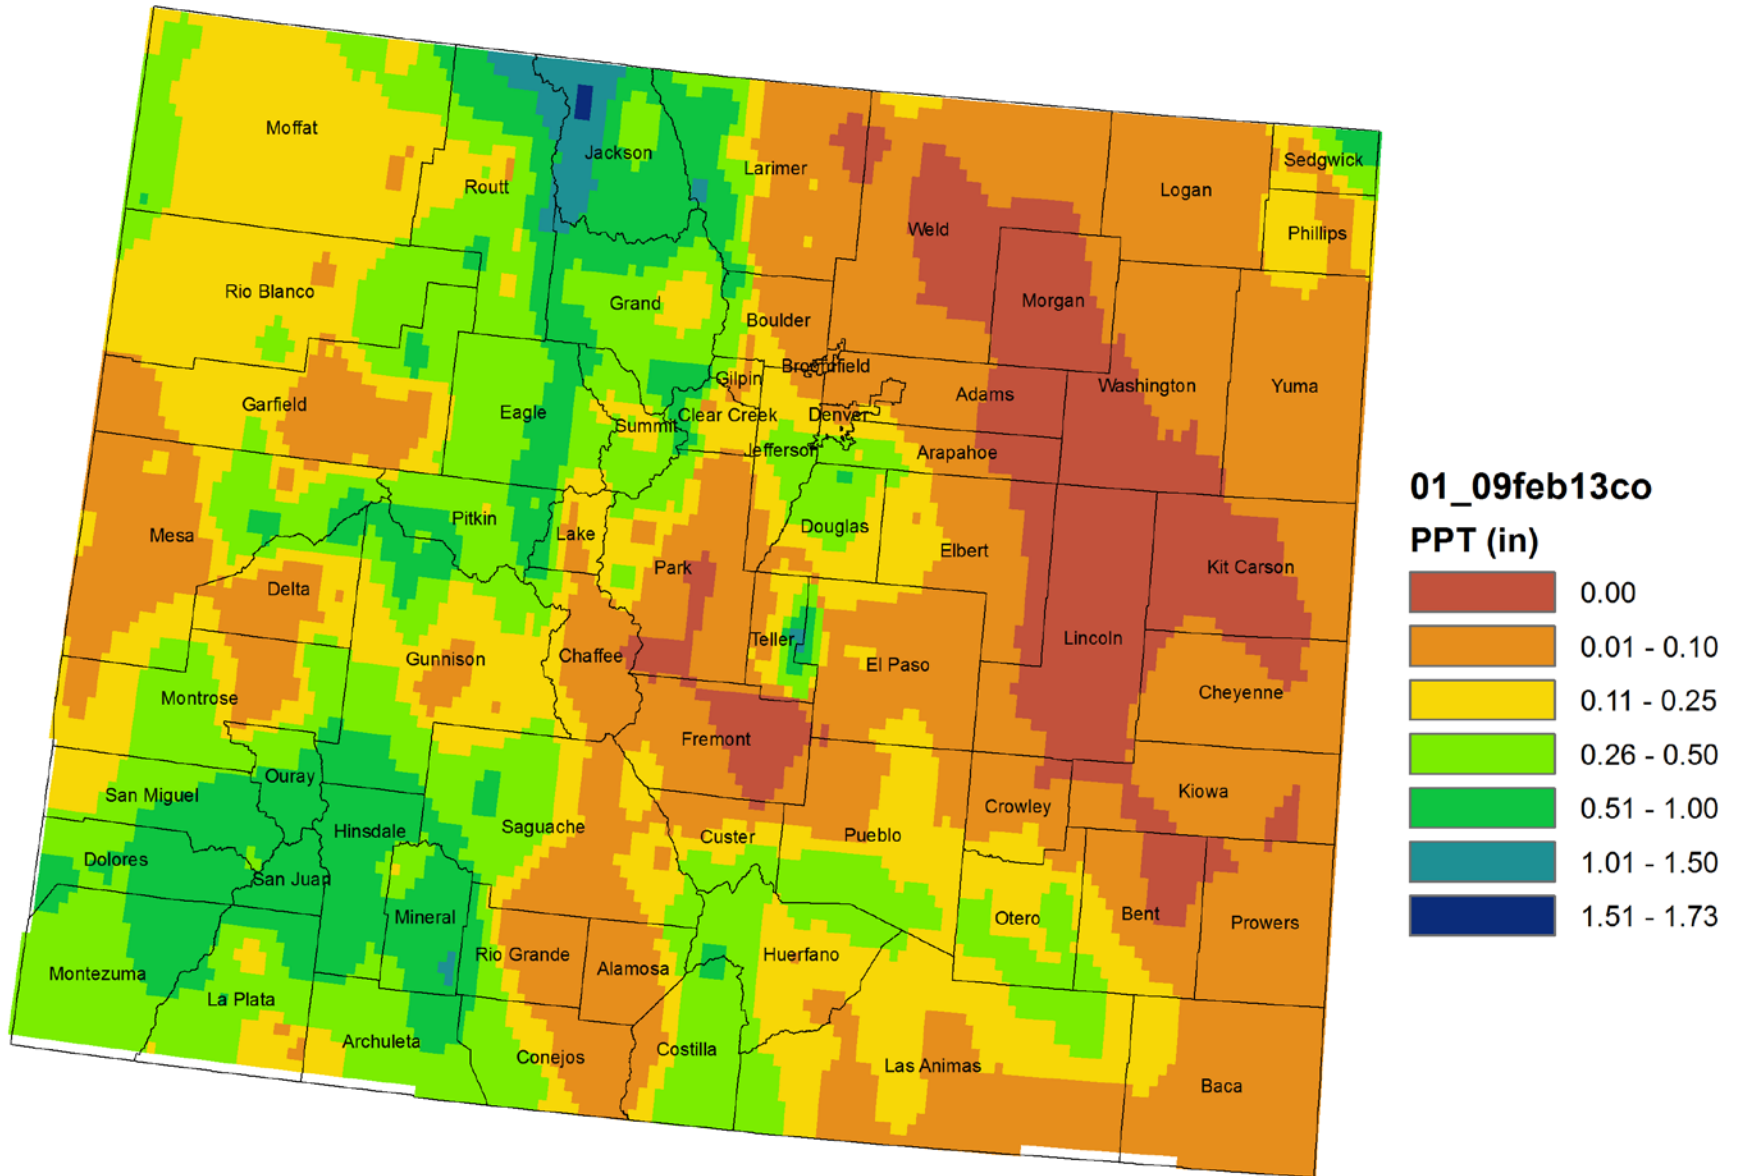 Moffat
Jackson
Routt
Larimer
Sedgwick
Logan
Weld
Phillips
Rio Blanco
Grand
Morgan
Boulder
Broomfield
Gilpin
Adams
Washington
Yuma
Garfield
Eagle
Summit
Clear Creek
Denver
Jefferson
Arapahoe
Pitkin
Lake
Douglas
Mesa
Elbert
Park
Kit Carson
Delta
Teller
Lincoln
Gunnison
Chaffee
El Paso
Montrose
Cheyenne
Fremont
Ouray
San Miguel
Kiowa
Crowley
Hinsdale
Saguache
Custer
Pueblo
Dolores
San Juan
Mineral
Otero
Bent
Prowers
Rio Grande
Alamosa
Huerfano
Montezuma
La Plata
Archuleta
Conejos
Costilla
Las Animas
Baca
01_09feb13co
PPT (in)
0.00
0.01 - 0.10
0.11 - 0.25
0.26 - 0.50
0.51 - 1.00
1.01 - 1.50
1.51 - 1.73